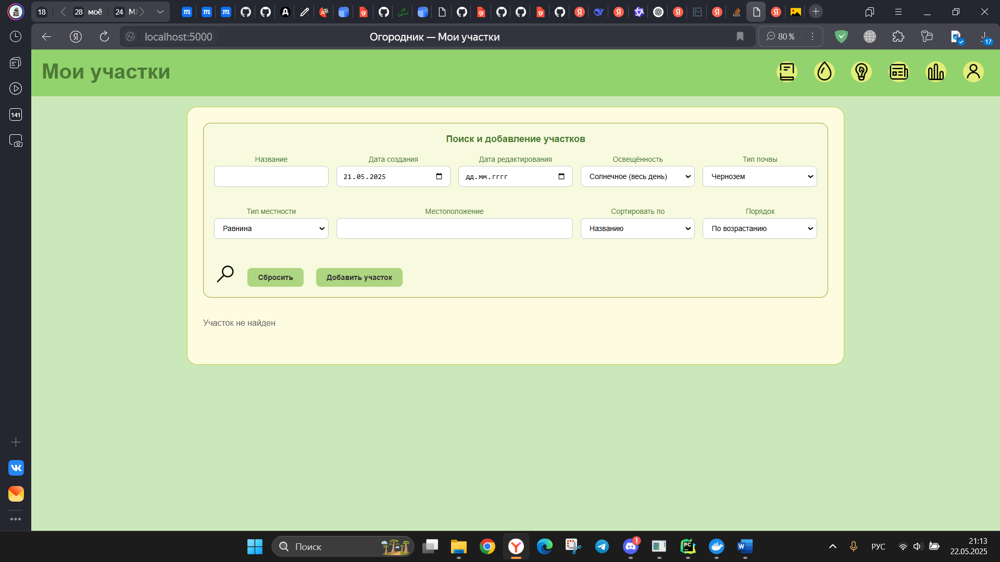 18
28 моё
24 МЛ
localhost:5000
Огородник — Мои участки
80 %
17
141
Мои участки
Поиск и добавление участков
Название
Дата создания
Дата редактирования
Освещённость
Тип почвы
21.05.2025
дд.мм.гггг
Солнечное (весь день)
Чернозем
Тип местности
Местоположение
Сортировать по
Порядок
Равнина
Названию
По возрастанию
Сбросить
Добавить участок
Участок не найден
Поиск
1
РУС
21:13
22.05.2025